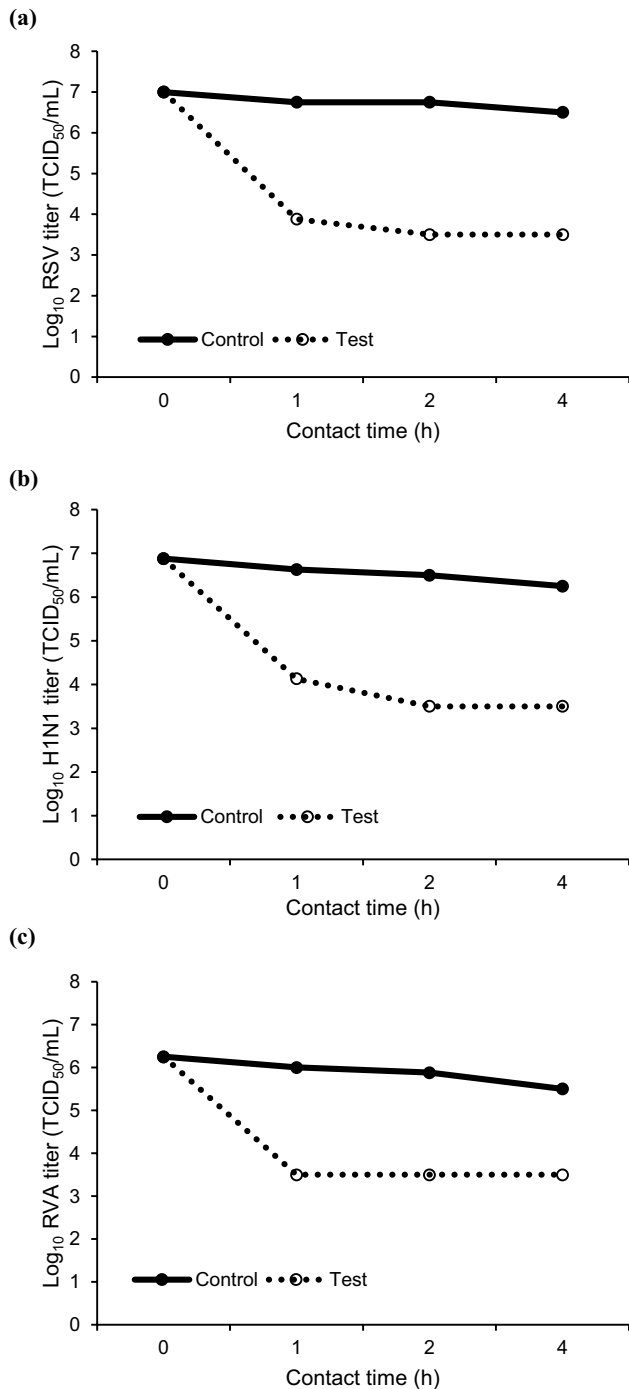 (a)
Log₁₀ RSV titer (TCID₅₀/mL)
8
7
6
5
4
3
2
1
0
Control Test
0 1 2 4
Contact time (h)
(b)
Log₁₀ H1N1 titer (TCID₅₀/mL)
8
7
6
5
4
3
2
1
0
Control Test
0 1 2 4
Contact time (h)
(c)
Log₁₀ RVA titer (TCID₅₀/mL)
8
7
6
5
4
3
2
1
0
Control Test
0 1 2 4
Contact time (h)